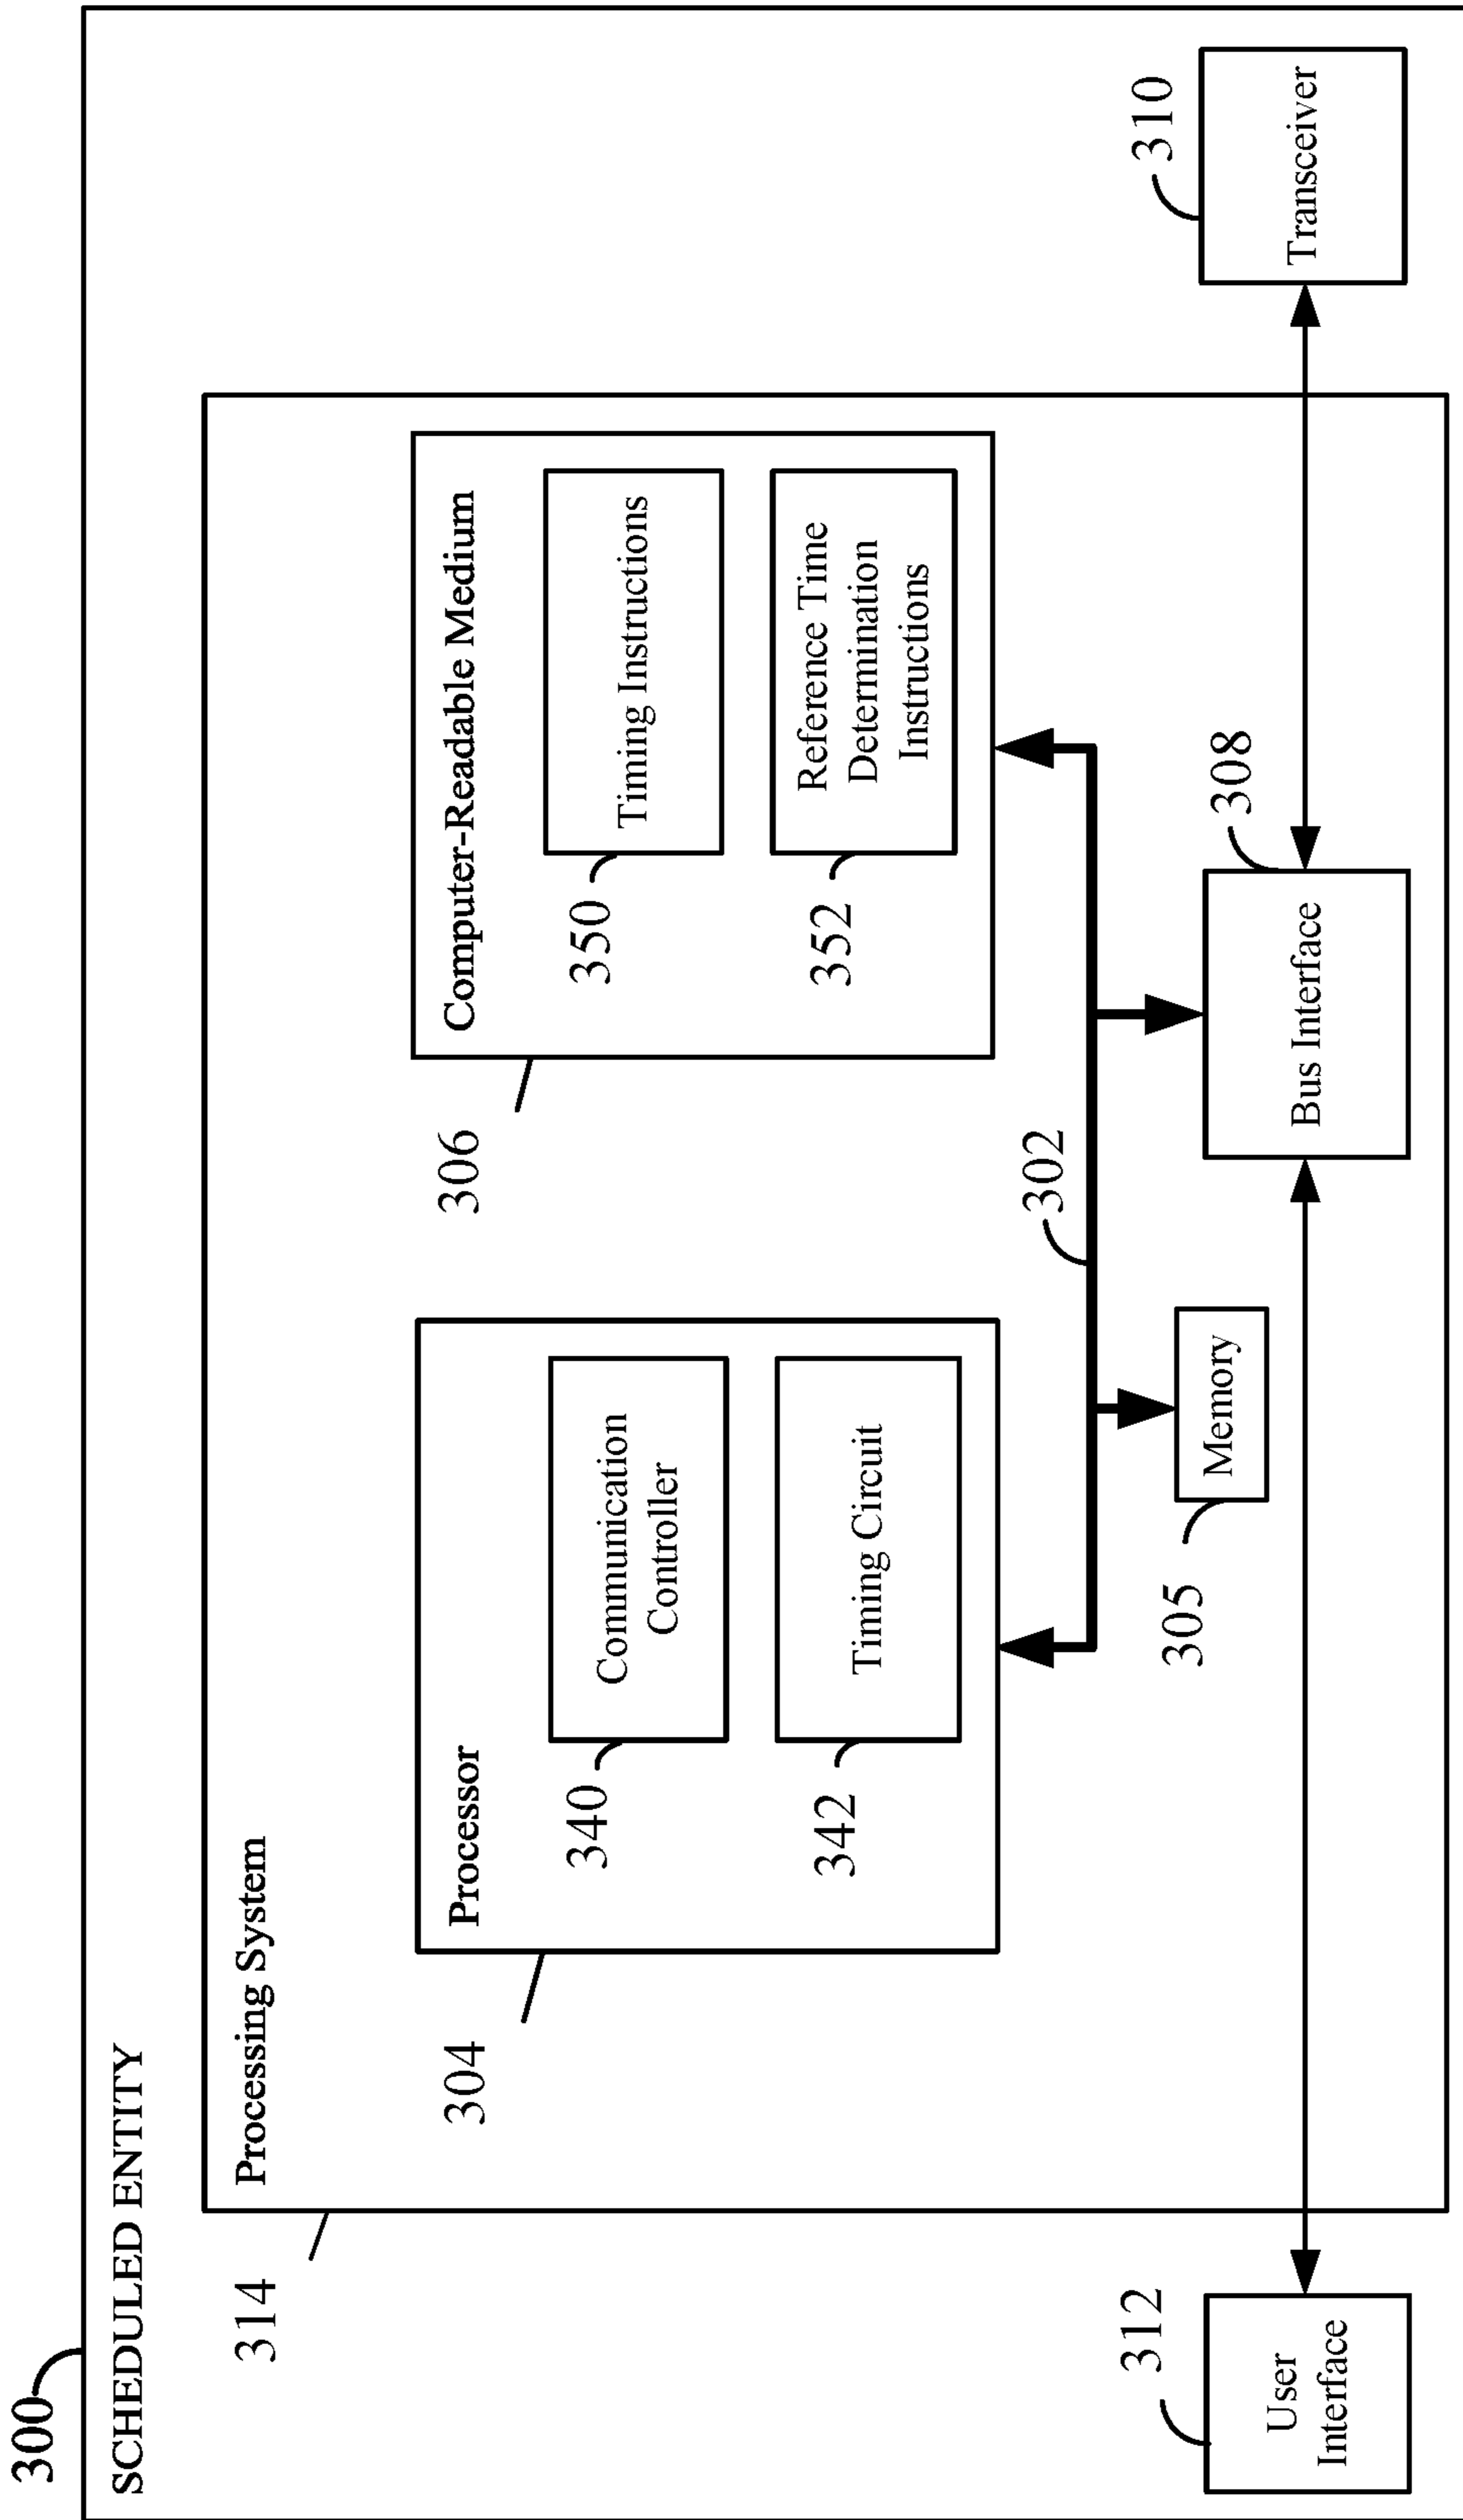 300
SCHEDULED ENTITY
314
Processing System
304
Processor
340
Communication
Controller
342
Timing Circuit
306
Computer-Readable Medium
350
Timing Instructions
352
Reference Time
Determination
Instructions
302
305
Memory
308
Bus Interface
312
User
Interface
310
Transceiver